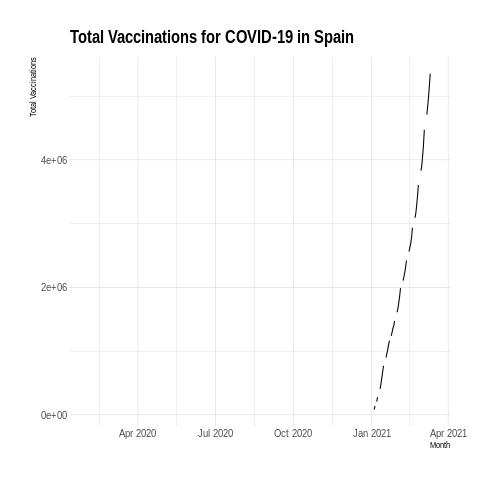 Total Vaccinations for COVID-19 in Spain
Total Vaccinations
4e+06
2e+06
0e+00
Apr 2020 Jul 2020 Oct 2020 Jan 2021 Apr 2021
Month